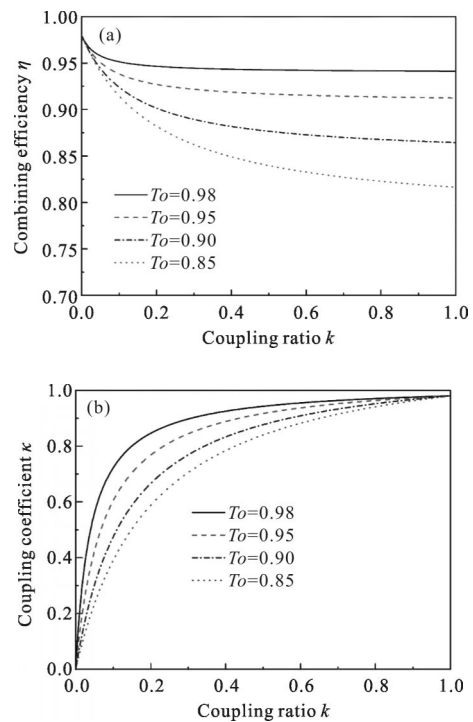 (a)
1.00
0.95
0.90
0.85
0.80
0.75
0.70
Combining efficiency η
To=0.98
To=0.95
To=0.90
To=0.85
0.0 0.2 0.4 0.6 0.8 1.0
Coupling ratio k
(b)
1.0
0.8
0.6
0.4
0.2
0.0
Coupling coefficient κ
To=0.98
To=0.95
To=0.90
To=0.85
0.0 0.2 0.4 0.6 0.8 1.0
Coupling ratio k